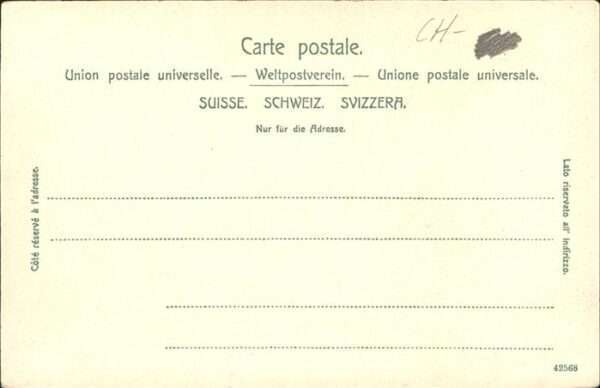 CH-
Carte postale.
Union postale universelle. — Weltpostverein. — Unione postale universale.
SUISSE. SCHWEIZ. SVIZZERA.
Nur für die Adresse.
Côté réservé à l'adresse.
Lato riservato all' indirizzo.
42568